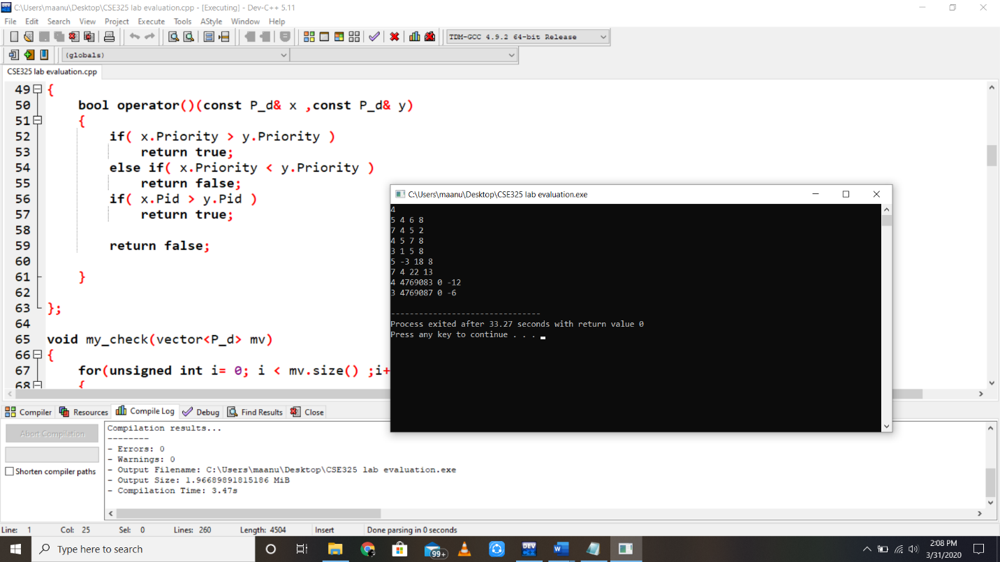 C:\Users\maanu\Desktop\CSE325 lab evaluation.cpp - [Executing] - Dev-C++ 5.11
File Edit Search View Project Execute Tools AStyle Window Help
TDM-GCC 4.9.2 64-bit Release
(globals)
CSE325 lab evaluation.cpp
49 {
50 bool operator()(const P_d& x ,const P_d& y)
51 {
52 if( x.Priority > y.Priority )
53 return true;
54 else if( x.Priority < y.Priority )
55 return false;
56 if( x.Pid > y.Pid )
57 return true;
58
59 return false;
60
61 }
62
63 };
64
65 void my_check(vector<P_d> mv)
66 {
67 for(unsigned int i= 0; i < mv.size() ;i+
68 {
C:\Users\maanu\Desktop\CSE325 lab evaluation.exe
4
5 4 6 8
7 4 5 2
4 5 7 8
3 1 5 8
5 -3 18 8
7 4 22 13
4 4769083 0 -12
3 4769087 0 -6
--------------------------------
Process exited after 33.27 seconds with return value 0
Press any key to continue . . .
Compiler Resources Compile Log Debug Find Results Close
Abort Compilation
Shorten compiler paths
Compilation results...
--------
- Errors: 0
- Warnings: 0
- Output Filename: C:\Users\maanu\Desktop\CSE325 lab evaluation.exe
- Output Size: 1.96689891815186 MiB
- Compilation Time: 3.47s
Line: 1 Col: 25 Sel: 0 Lines: 260 Length: 4504 Insert Done parsing in 0 seconds
Type here to search
99+
DEV
W
2:08 PM
3/31/2020